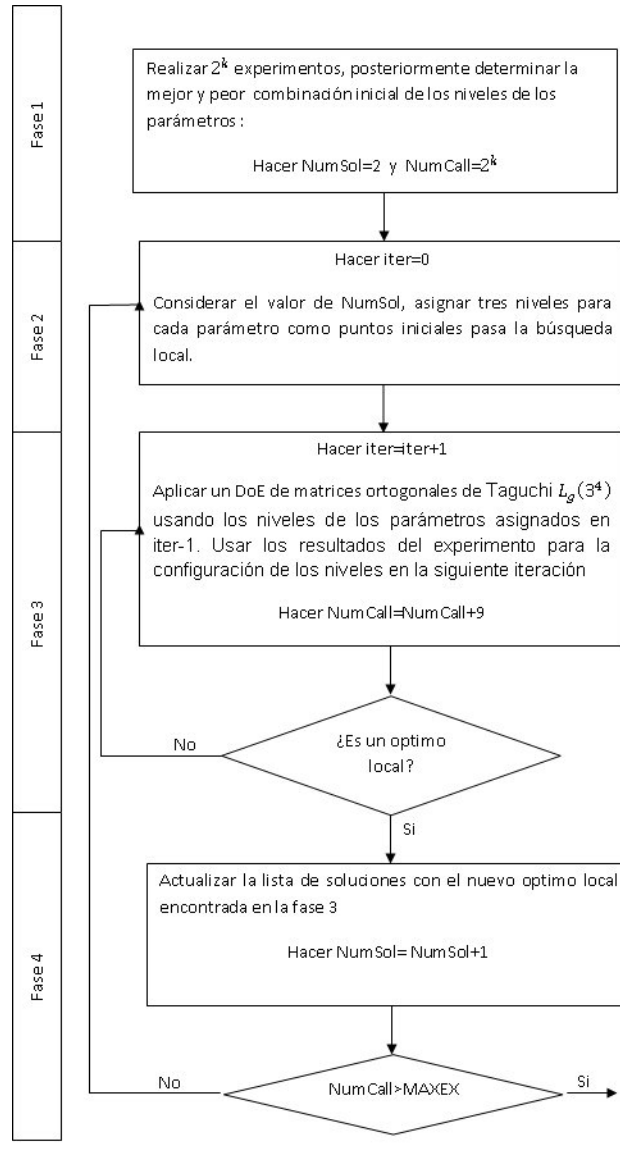 Fase 1
Realizar 2^k experimentos, posteriormente determinar la
mejor y peor combinación inicial de los niveles de los
parámetros :
Hacer NumSol=2 y NumCall=2^k
Fase 2
Hacer iter=0
Considerar el valor de NumSol, asignar tres niveles para
cada parámetro como puntos iniciales pasa la búsqueda
local.
Fase 3
Hacer iter=iter+1
Aplicar un DoE de matrices ortogonales de Taguchi L_g(3^4)
usando los niveles de los parámetros asignados en
iter-1. Usar los resultados del experimento para la
configuración de los niveles en la siguiente iteración
Hacer NumCall=NumCall+9
¿Es un optimo
local?
No
Si
Fase 4
Actualizar la lista de soluciones con el nuevo optimo local
encontrada en la fase 3
Hacer NumSol= NumSol+1
No
NumCall>MAXEX
Si